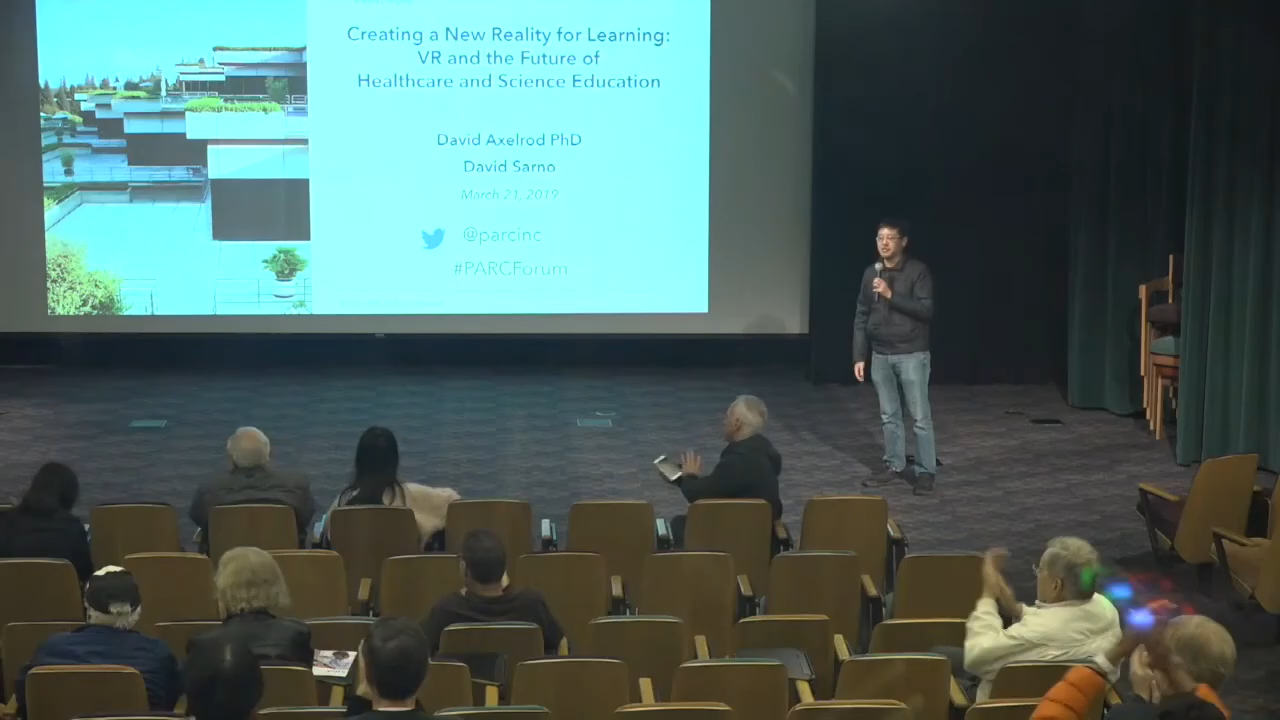 Creating a New Reality for Learning:
VR and the Future of
Healthcare and Science Education
David Axelrod PhD
David Sarno
March 21, 2019
@parcinc
#PARCForum